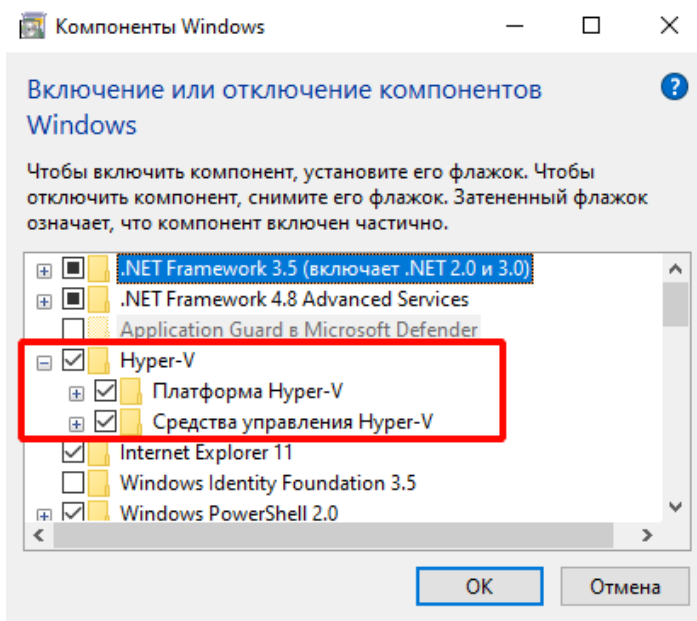 Компоненты Windows
Включение или отключение компонентов
Windows
Чтобы включить компонент, установите его флажок. Чтобы
отключить компонент, снимите его флажок. Затененный флажок
означает, что компонент включен частично.
.NET Framework 3.5 (включает .NET 2.0 и 3.0)
.NET Framework 4.8 Advanced Services
Application Guard в Microsoft Defender
Hyper-V
Платформа Hyper-V
Средства управления Hyper-V
Internet Explorer 11
Windows Identity Foundation 3.5
Windows PowerShell 2.0
ОК
Отмена